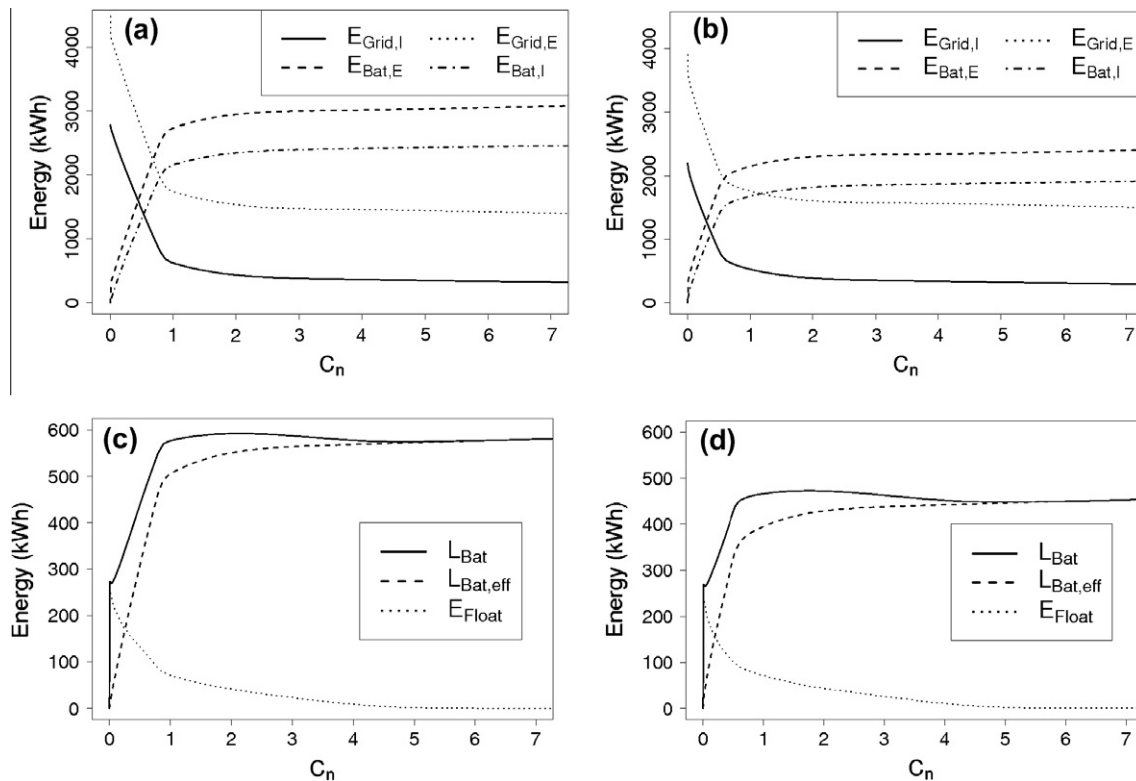 (a)
E_Grid,I E_Grid,E
E_Bat,E E_Bat,I
Energy (kWh)
4000
3000
2000
1000
0
0 1 2 3 4 5 6 7
C_n
(b)
E_Grid,I E_Grid,E
E_Bat,E E_Bat,I
Energy (kWh)
4000
3000
2000
1000
0
0 1 2 3 4 5 6 7
C_n
(c)
L_Bat
L_Bat,eff
E_Float
Energy (kWh)
600
500
400
300
200
100
0
0 1 2 3 4 5 6 7
C_n
(d)
L_Bat
L_Bat,eff
E_Float
Energy (kWh)
600
500
400
300
200
100
0
0 1 2 3 4 5 6 7
C_n